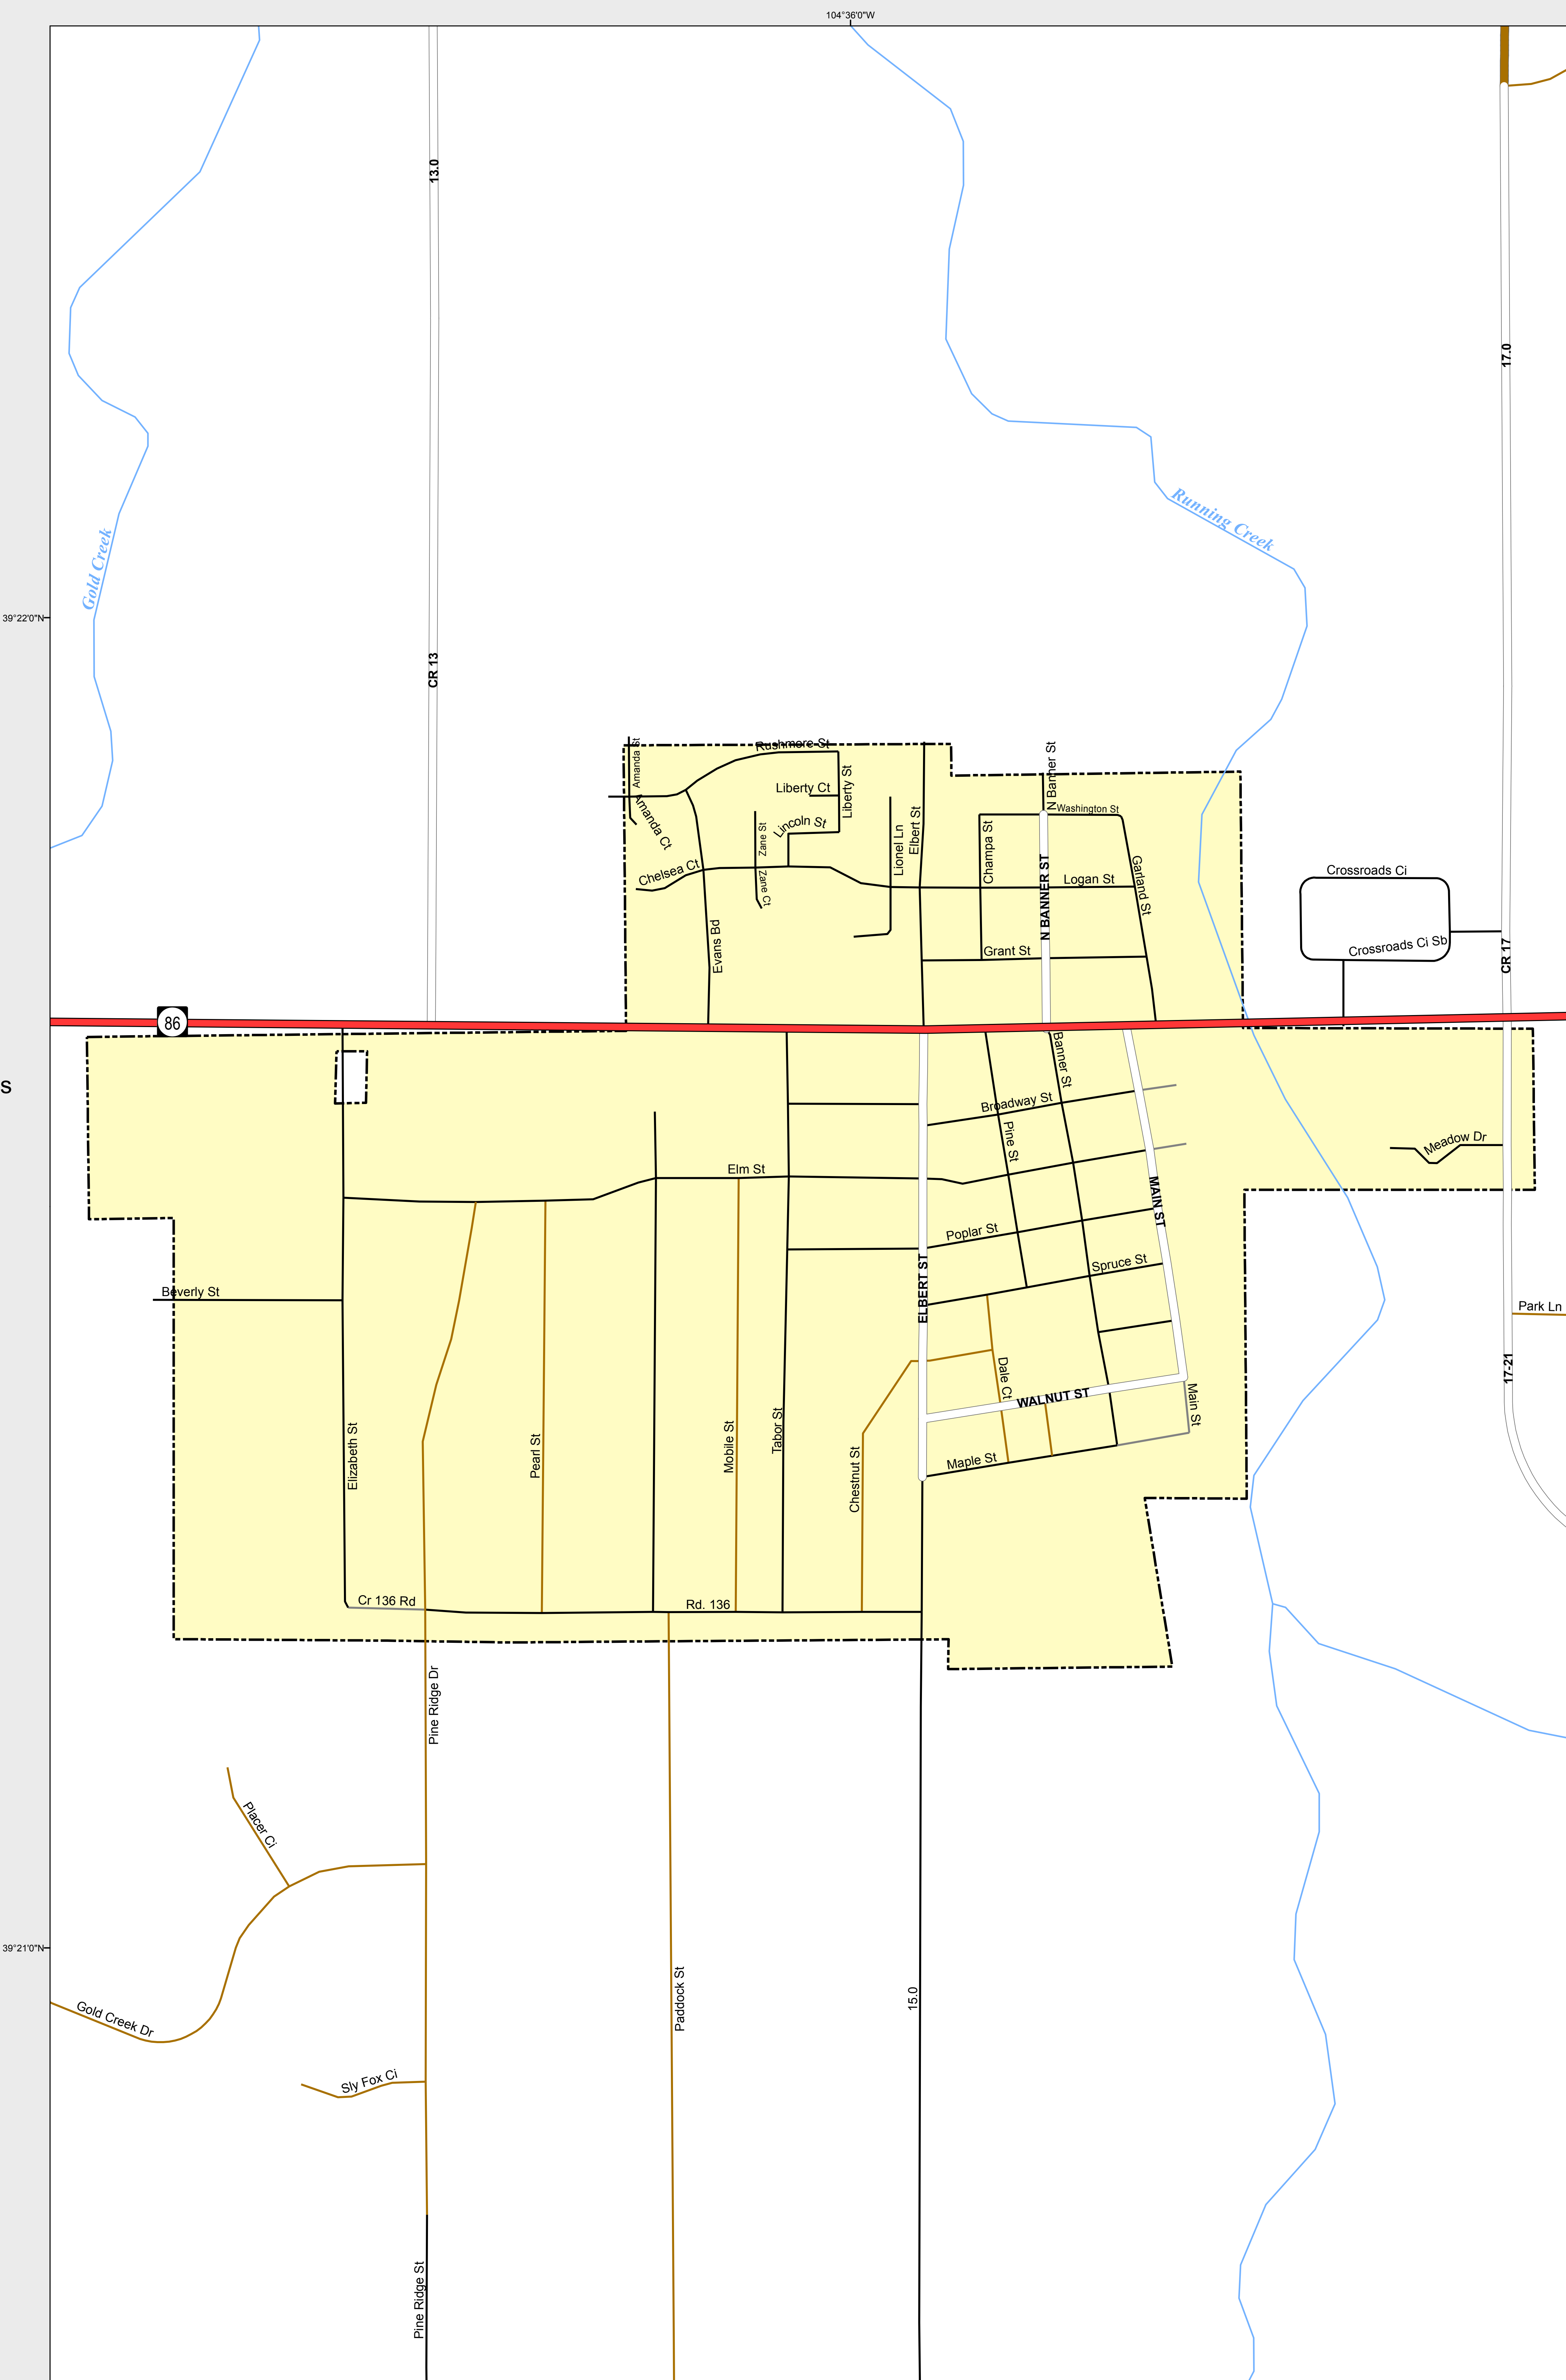 104°36'0"W
13.0
17.0
Running Creek
Gold Creek
39°22'0"N
CR 13
Rushmore St
Amanda St
N Banner St
Liberty Ct
Liberty St
Amanda Ct
Washington St
Lincoln St
Zane St
Elbert St
Lionel Ln
Champa St
Chelsea Ct
Zane Ct
N BANNER ST
Logan St
Garland St
Crossroads Ci
Evans Bd
Grant St
Crossroads Ci Sb
CR 17
86
s
Banner St
Broadway St
Pine St
Meadow Dr
Elm St
MAIN ST
Poplar St
Beverly St
Spruce St
ELBERT ST
Park Ln
17-21
Dale Ct
WALNUT ST
Main St
Elizabeth St
Pearl St
Mobile St
Tabor St
Chestnut St
Maple St
Cr 136 Rd
Rd. 136
Pine Ridge Dr
Placer Ci
39°21'0"N
Paddock St
15.0
Gold Creek Dr
Sly Fox Ci
Pine Ridge St